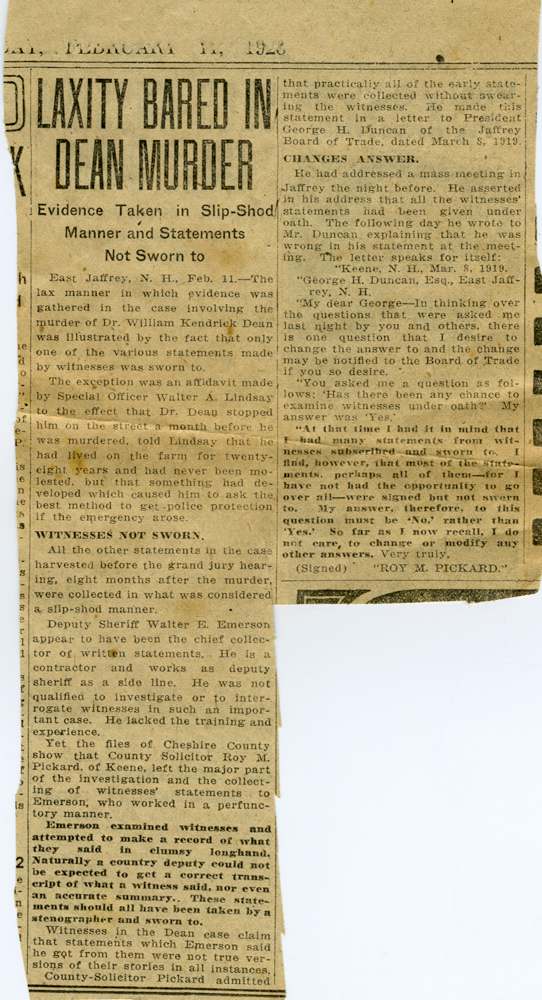 FEBRUARY 11, 1928
LAXITY BARED IN
DEAN MURDER
Evidence Taken in Slip-Shod
Manner and Statements
Not Sworn to
East Jaffrey, N. H., Feb. 11.—The
lax manner in which evidence was
gathered in the case involving the
murder of Dr. William Kendrick Dean
was illustrated by the fact that only
one of the various statements made
by witnesses was sworn to.
The exception was an affidavit made
by Special Officer Walter A. Lindsay
to the effect that Dr. Dean stopped
him on the street a month before he
was murdered, told Lindsay that he
had lived on the farm for twenty-
eight years and had never been mo-
lested, but that something had de-
veloped which caused him to ask the
best method to get police protection
if the emergency arose.
WITNESSES NOT SWORN.
All the other statements in the case
harvested before the grand jury hear-
ing, eight months after the murder,
were collected in what was considered
a slip-shod manner.
Deputy Sheriff Walter E. Emerson
appear to have been the chief collec-
tor of written statements. He is a
contractor and works as deputy
sheriff as a side line. He was not
qualified to investigate or to inter-
rogate witnesses in such an impor-
tant case. He lacked the training and
experience.
Yet the files of Cheshire County
show that County Solicitor Roy M.
Pickard, of Keene, left the major part
of the investigation and the collect-
ing of witnesses' statements to
Emerson, who worked in a perfunc-
tory manner.
Emerson examined witnesses and
attempted to make a record of what
they said in clumsy longhand.
Naturally a country deputy could not
be expected to get a correct trans-
cript of what a witness said, nor even
an accurate summary. These state-
ments should all have been taken by a
stenographer and sworn to.
Witnesses in the Dean case claim
that statements which Emerson said
he got from them were not true ver-
sions of their stories in all instances.
County-Solicitor Pickard admitted
that practically all of the early state-
ments were collected without swear-
ing the witnesses. He made this
statement in a letter to President
George H. Duncan of the Jaffrey
Board of Trade, dated March 8, 1919.
CHANGES ANSWER.
He had addressed a mass meeting in
Jaffrey the night before. He asserted
in his address that all the witnesses'
statements had been given under
oath. The following day he wrote to
Mr. Duncan explaining that he was
wrong in his statement at the meet-
ing. The letter speaks for itself:
"Keene, N. H., Mar. 8, 1919.
"George H. Duncan, Esq., East Jaff-
rey, N. H.
"My dear George—In thinking over
the questions that were asked me
last night by you and others, there
is one question that I desire to
change the answer to and the change
may be notified to the Board of Trade
if you so desire.
"You asked me a question as fol-
lows: 'Has there been any chance to
examine witnesses under oath?' My
answer was 'Yes.'
"At that time I had it in mind that
I had many statements from wit-
nesses subscribed and sworn to. I
find, however, that most of the state-
ments, perhaps all of them—for I
have not had the opportunity to go
over all—were signed but not sworn
to. My answer, therefore, to this
question must be 'No.' rather than
'Yes.' So far as I now recall, I do
not care, to change or modify any
other answers. Very truly,
(Signed) "ROY M. PICKARD."